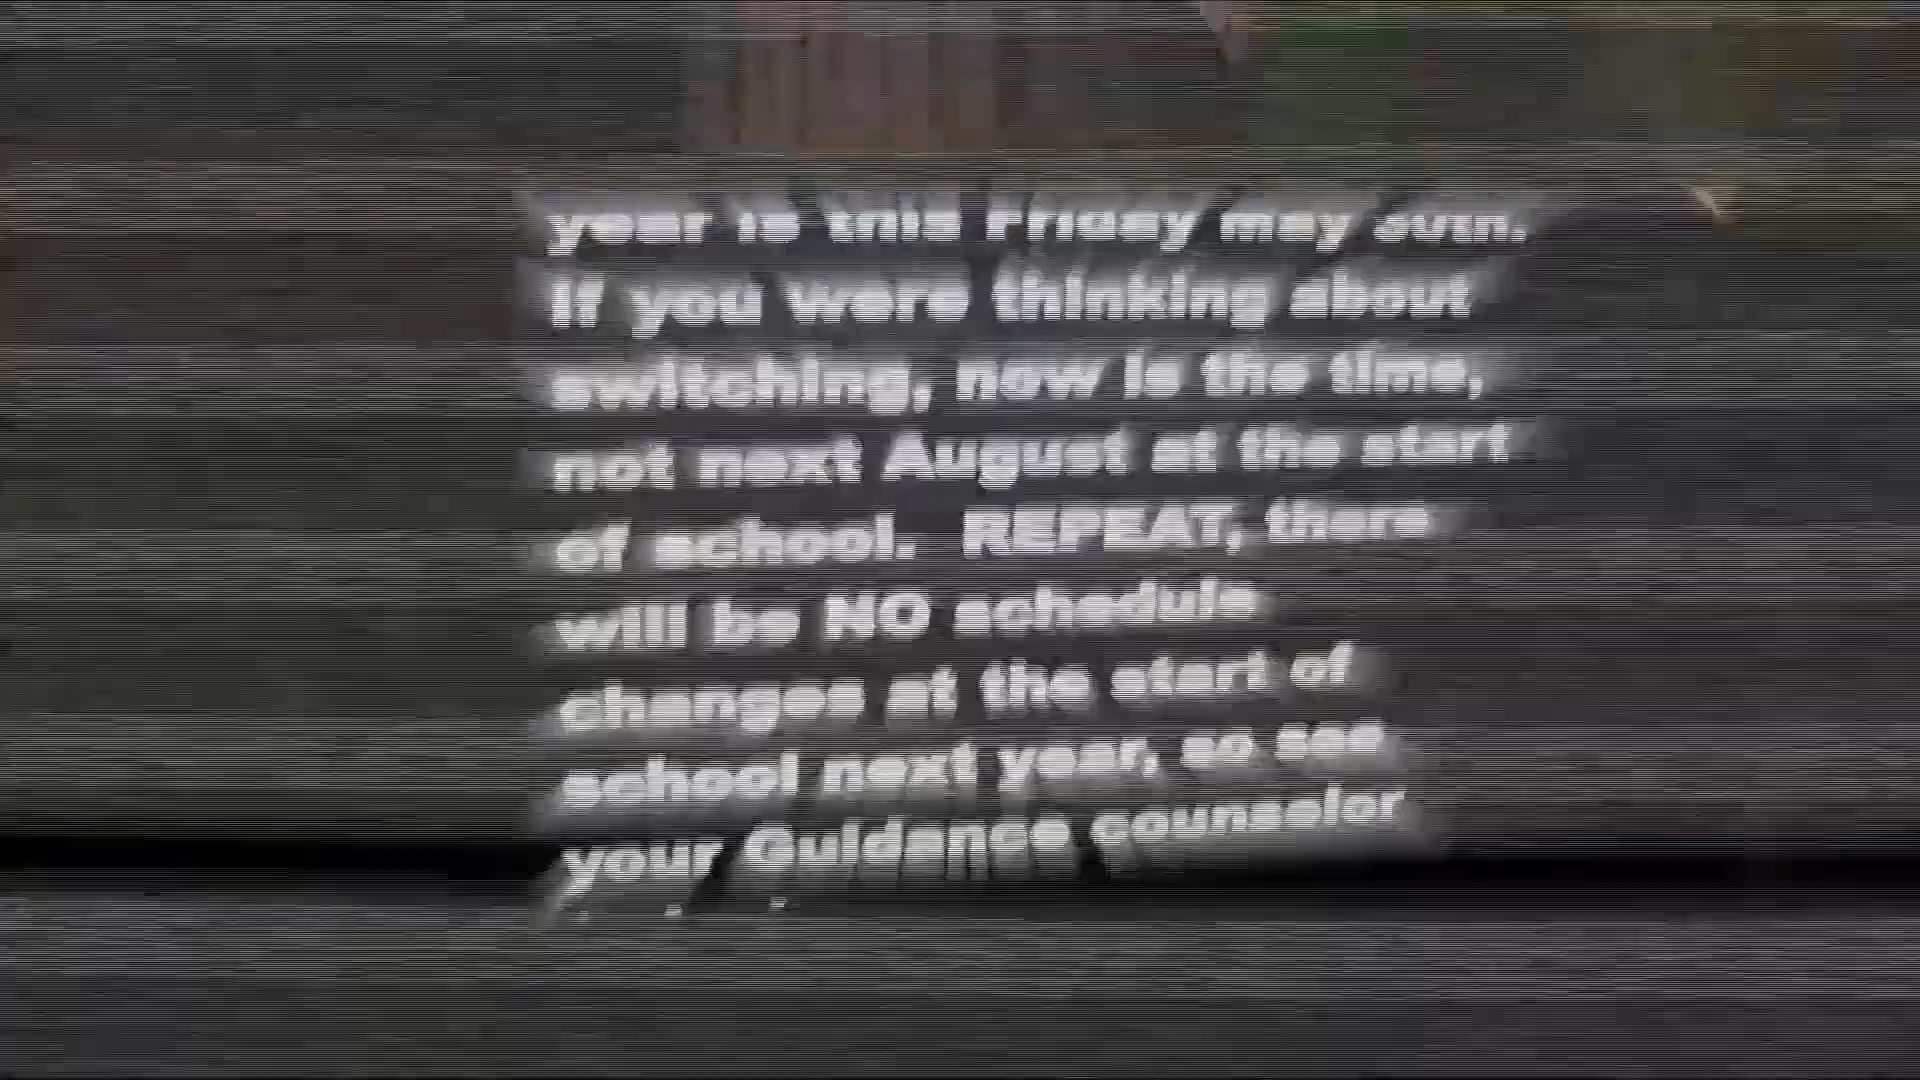 year is this Friday may 30th.
If you were thinking about
switching, now is the time,
not next August at the start
of school. REPEAT, there
will be NO schedule
changes at the start of
school next year, so see
your Guidance counselor